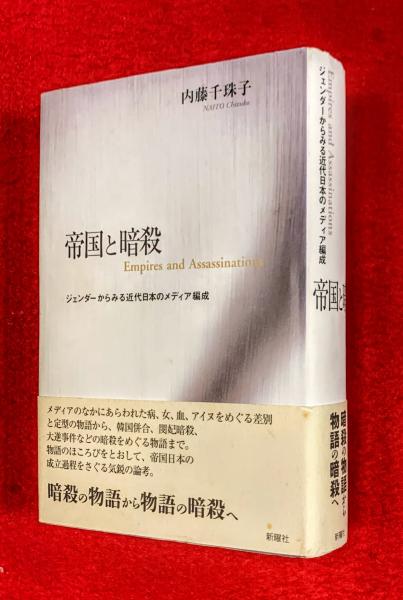 内藤千珠子
NAITO Chizuko
帝国と暗殺
Empires and Assassinations
ジェンダーからみる近代日本のメディア編成
メディアのなかにあらわれた病、女、血、アイヌをめぐる差別
と定型の物語から、韓国併合、閔妃暗殺、
大逆事件などの暗殺をめぐる物語まで。
物語のほころびをとおして、帝国日本の
成立過程をさぐる気鋭の論考。
暗殺の物語から物語の暗殺へ
新曜社
Empires and Assassinations
ジェンダーからみる近代日本のメディア編成
帝国と
暗殺の物語から
物語の暗殺へ
新曜社